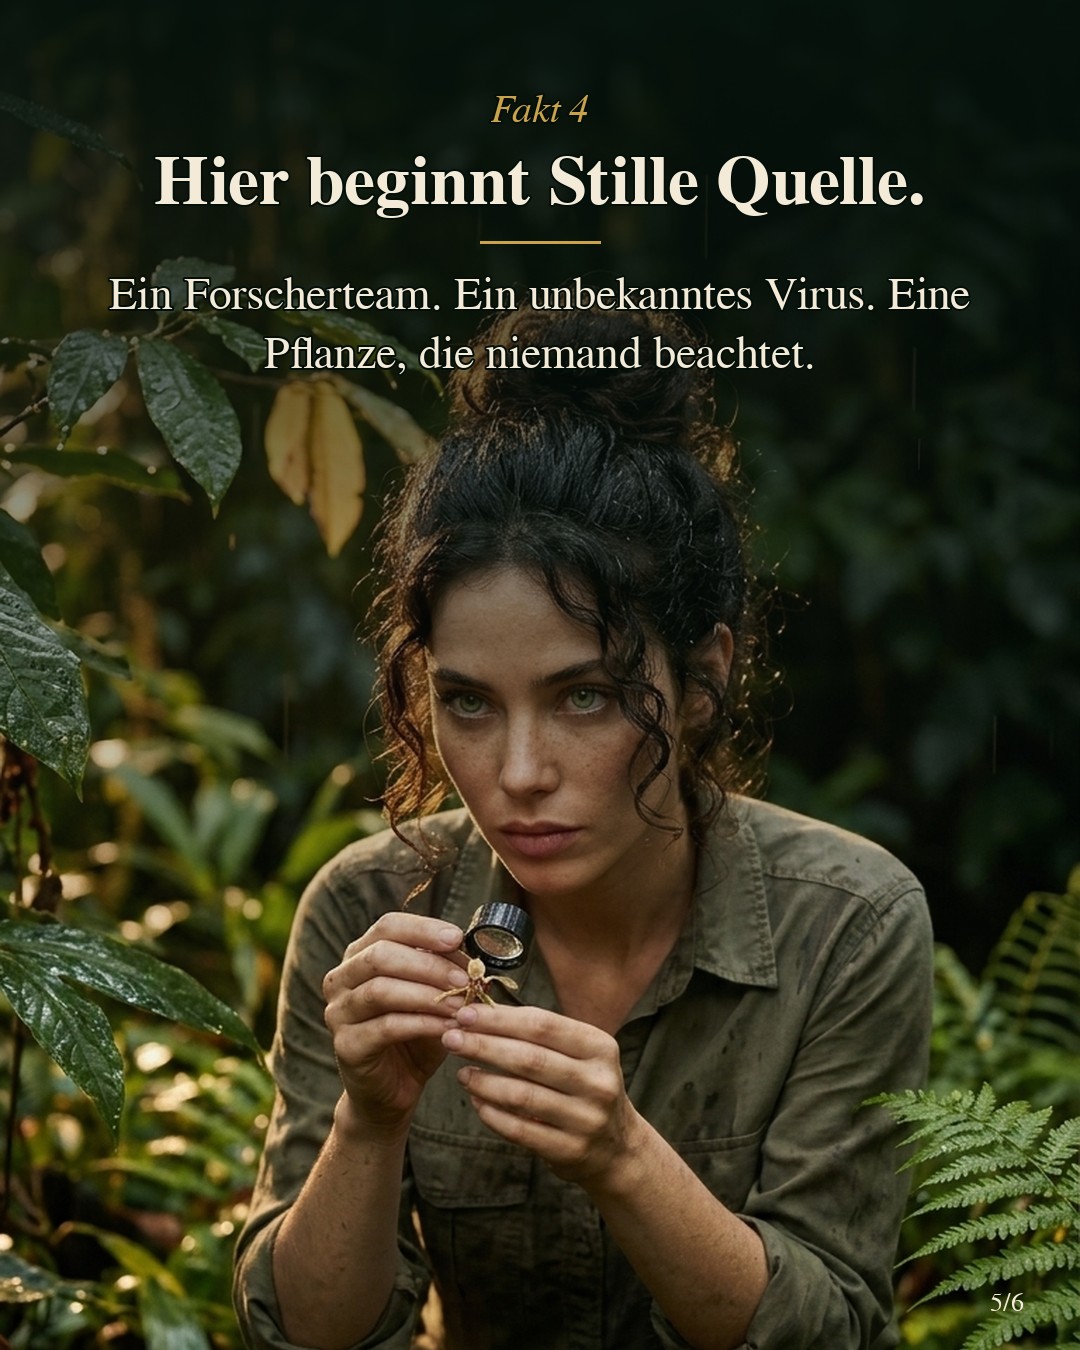 Fakt 4
Hier beginnt Stille Quelle.
Ein Forscherteam. Ein unbekanntes Virus. Eine
Pflanze, die niemand beachtet.
5/6